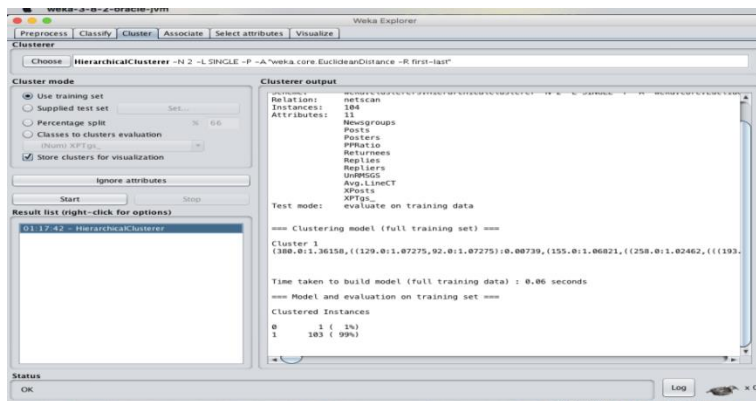 weka-3-8-2-oracle-jvm
Weka Explorer
Preprocess Classify Cluster Associate Select attributes Visualize
Clusterer
Choose HierarchicalClusterer -N 2 -L SINGLE -P -A "weka.core.EuclideanDistance -R first-last"
Cluster mode
Use training set
Supplied test set Set...
Percentage split % 66
Classes to clusters evaluation
(Num) XPTgs_
Store clusters for visualization
Ignore attributes
Start Stop
Result list (right-click for options)
01:17:42 - HierarchicalClusterer
Clusterer output
Relation: netscan
Instances: 104
Attributes: 11
Newsgroups
Posts
Posters
PPRatio
Returnees
Replies
Repliers
UnRMSGS
Avg.LineCT
XPosts
XPTgs_
Test mode: evaluate on training data
=== Clustering model (full training set) ===
Cluster 1
(380.0:1.36158,((129.0:1.07275,92.0:1.07275):0.00739,(155.0:1.06821,((258.0:1.02462,(((193.
Time taken to build model (full training data) : 0.06 seconds
=== Model and evaluation on training set ===
Clustered Instances
0 1 ( 1%)
1 103 ( 99%)
Status
OK
Log
x 0